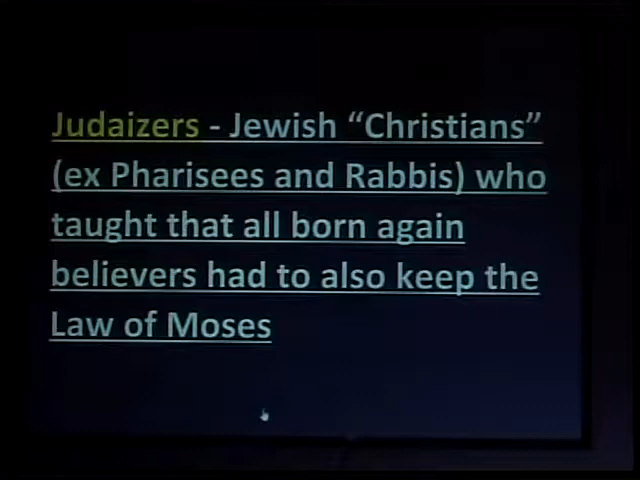 Judaizers - Jewish “Christians”
(ex Pharisees and Rabbis) who
taught that all born again
believers had to also keep the
Law of Moses